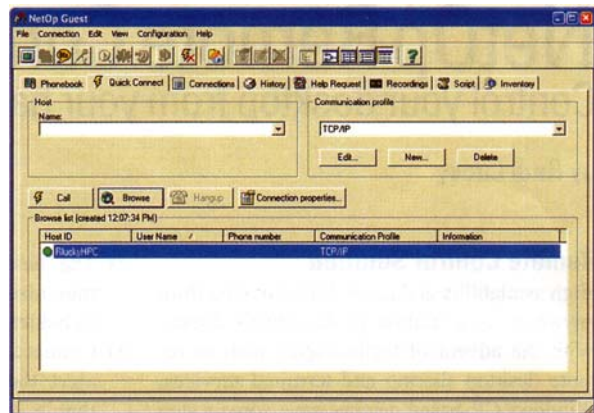 NetOp Guest
File Connection Edit View Configuration Help
Phonebook Quick Connect Connections History Help Request Recordings Script Inventory
Host
Name:
Communication profile
TCP/IP
Edit... New... Delete
Call Browse Hangup Connection properties...
Browse list (created 12:07:34 PM)
Host ID User Name / Phone number Communication Profile Information
TCP/IP